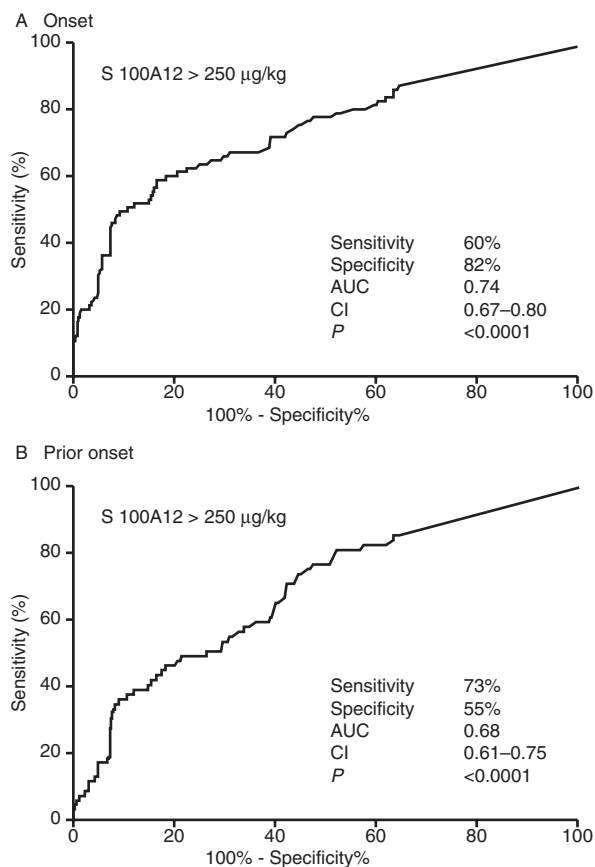 A Onset
100
S 100A12 > 250 µg/kg
80
60
40
20
0
Sensitivity (%)
Sensitivity 60%
Specificity 82%
AUC 0.74
CI 0.67–0.80
P <0.0001
0 20 40 60 80 100
100% - Specificity%
B Prior onset
100
S 100A12 > 250 µg/kg
80
60
40
20
0
Sensitivity (%)
Sensitivity 73%
Specificity 55%
AUC 0.68
CI 0.61–0.75
P <0.0001
0 20 40 60 80 100
100% - Specificity%